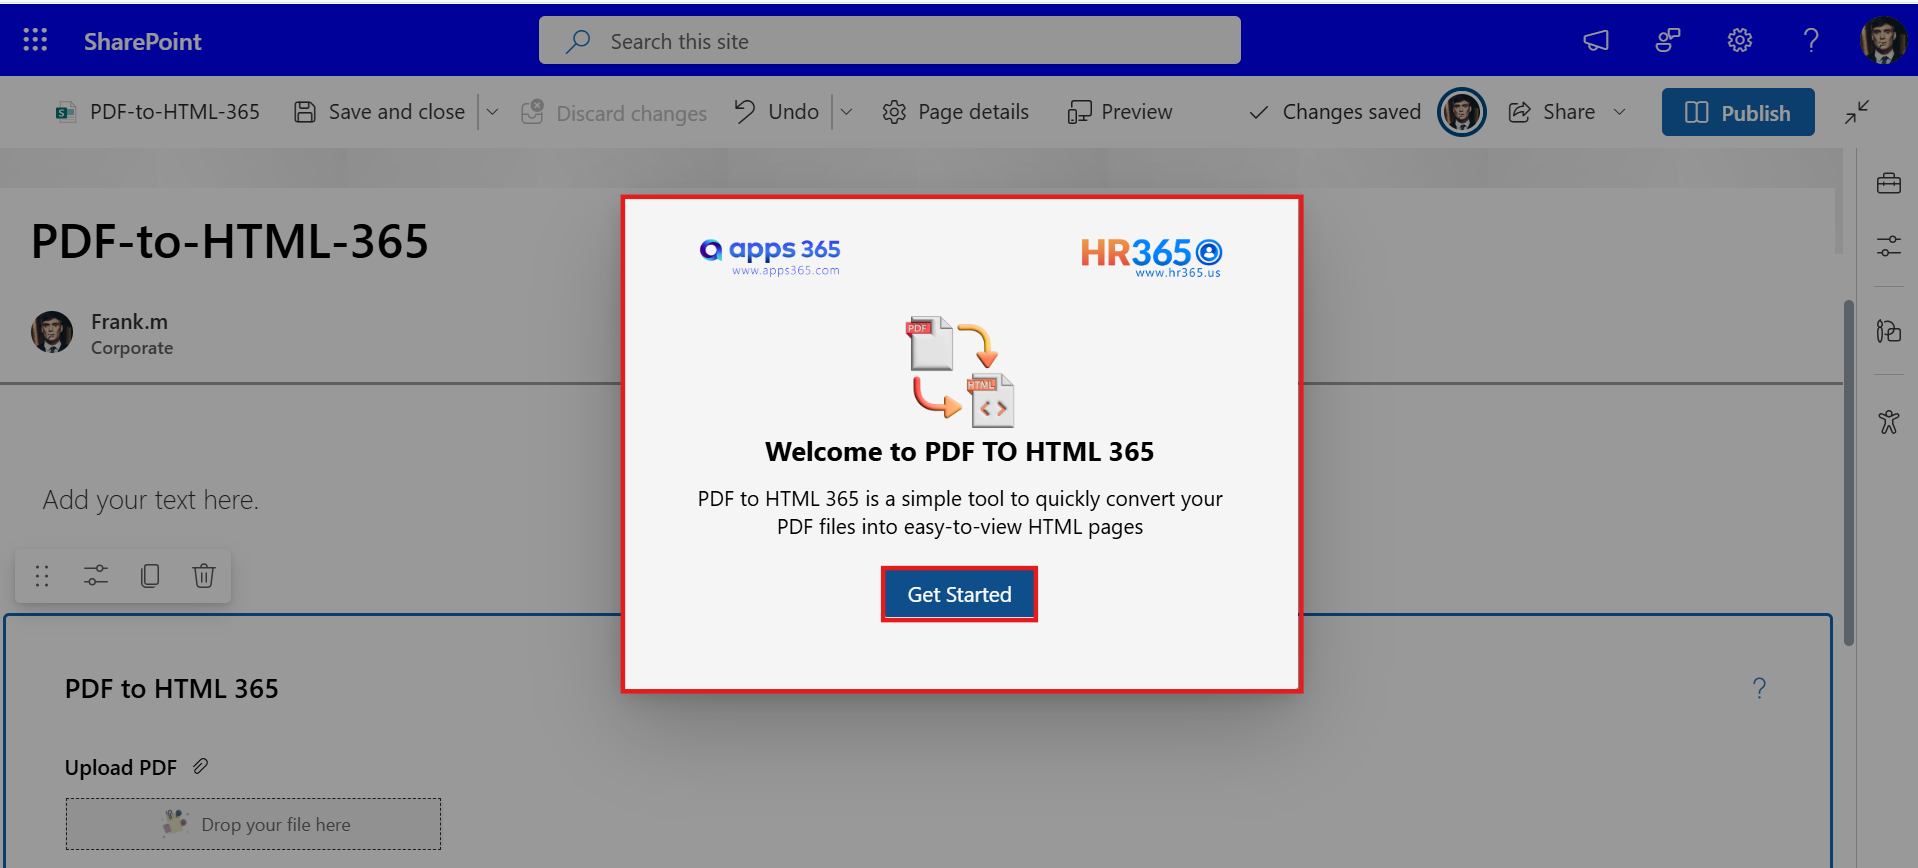 SharePoint
Search this site
PDF-to-HTML-365
Save and close
Discard changes
Undo
Page details
Preview
Changes saved
Share
Publish
PDF-to-HTML-365
Frank.m
Corporate
Add your text here.
apps 365
www.apps365.com
HR365
www.hr365.us
PDF
HTML
Welcome to PDF TO HTML 365
PDF to HTML 365 is a simple tool to quickly convert your
PDF files into easy-to-view HTML pages
Get Started
PDF to HTML 365
?
Upload PDF
Drop your file here